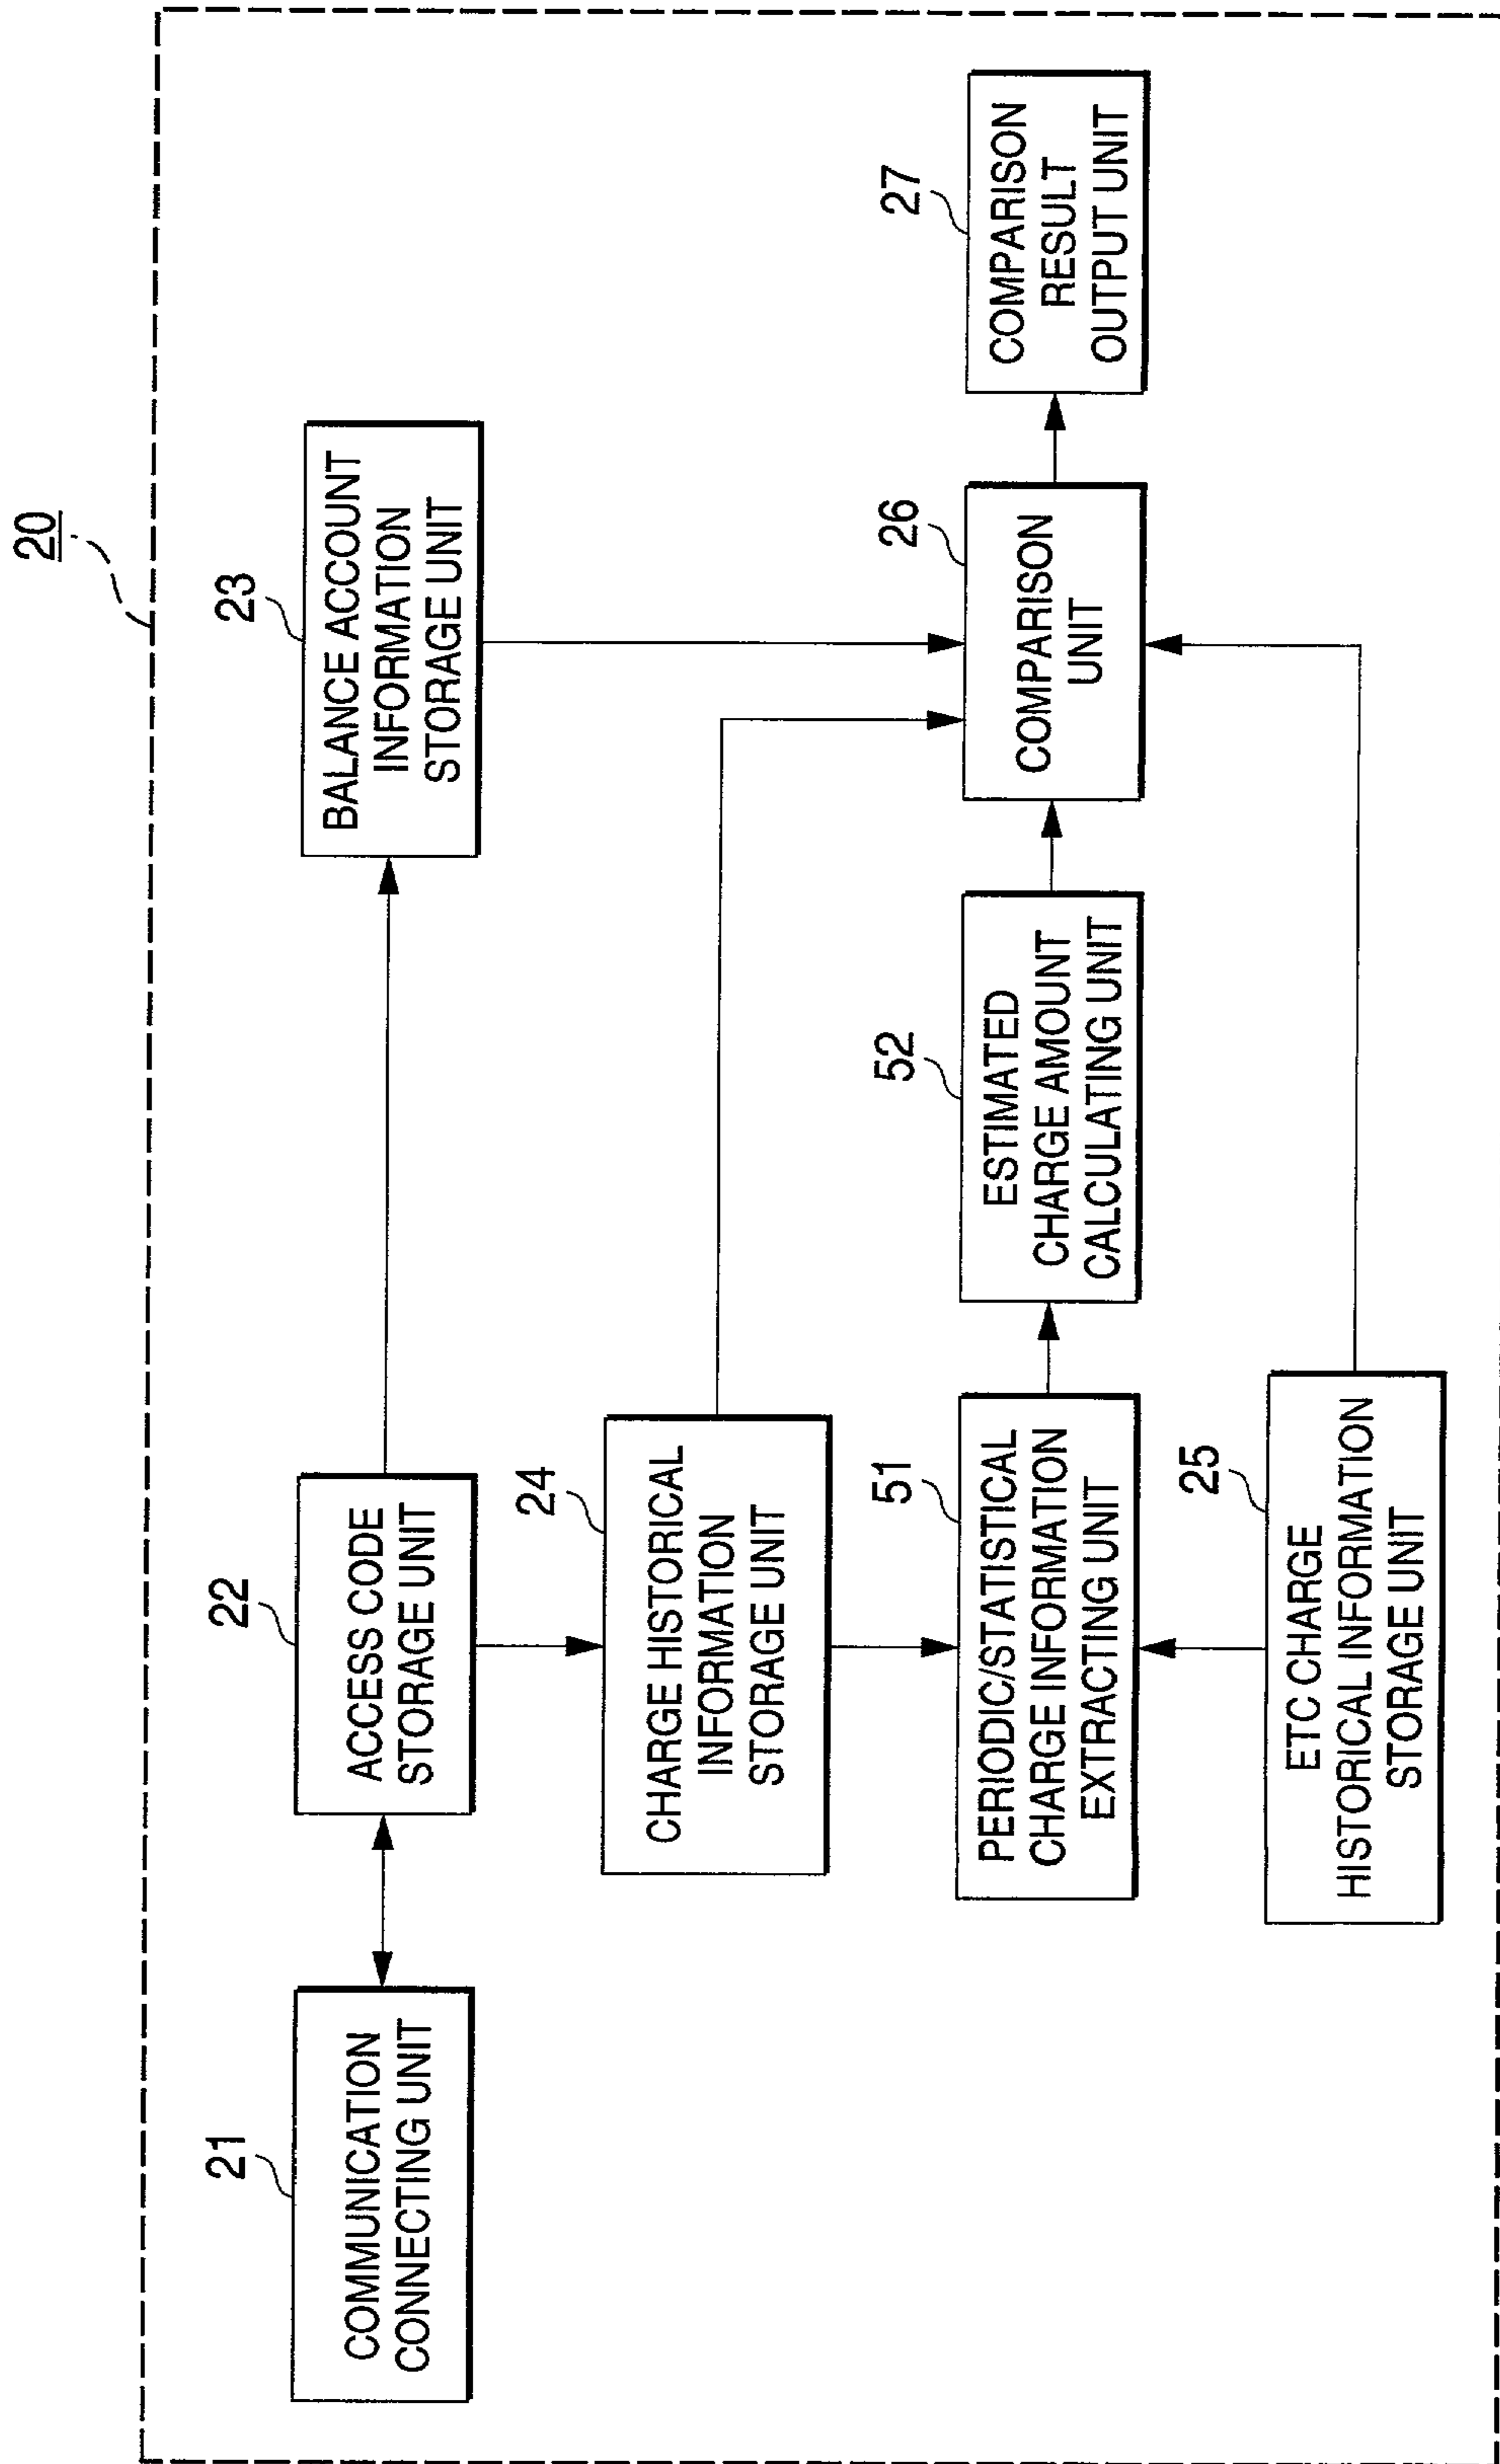 20
21
COMMUNICATION
CONNECTING UNIT
22
ACCESS CODE
STORAGE UNIT
23
BALANCE ACCOUNT
INFORMATION
STORAGE UNIT
24
CHARGE HISTORICAL
INFORMATION
STORAGE UNIT
51
PERIODIC/STATISTICAL
CHARGE INFORMATION
EXTRACTING UNIT
52
ESTIMATED
CHARGE AMOUNT
CALCULATING UNIT
26
COMPARISON
UNIT
27
COMPARISON
RESULT
OUTPUT UNIT
25
ETC CHARGE
HISTORICAL INFORMATION
STORAGE UNIT